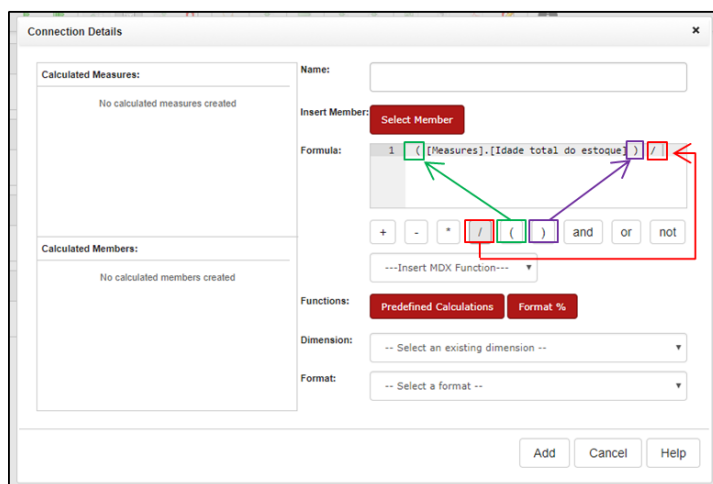 Connection Details ×
Calculated Measures:
No calculated measures created
Calculated Members:
No calculated members created
Name:
Insert Member:
Select Member
Formula:
1 ( [Measures].[Idade total do estoque] ) /
+ - * / ( ) and or not
---Insert MDX Function---
Functions:
Predefined Calculations Format %
Dimension:
-- Select an existing dimension --
Format:
-- Select a format --
Add Cancel Help